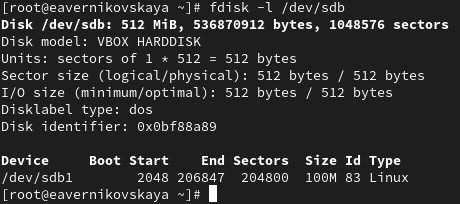 [root@eavernikovskaya ~]# fdisk -l /dev/sdb
Disk /dev/sdb: 512 MiB, 536870912 bytes, 1048576 sectors
Disk model: VBOX HARDDISK
Units: sectors of 1 * 512 = 512 bytes
Sector size (logical/physical): 512 bytes / 512 bytes
I/O size (minimum/optimal): 512 bytes / 512 bytes
Disklabel type: dos
Disk identifier: 0x0bf88a89
Device     Boot Start    End Sectors  Size Id Type
/dev/sdb1        2048 206847  204800  100M 83 Linux
[root@eavernikovskaya ~]#